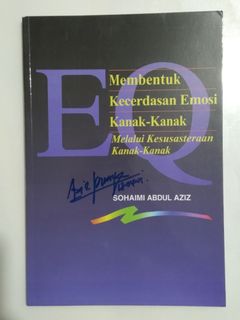 EQ
Membentuk
Kecerdasan Emosi
Kanak-Kanak
Melalui Kesusasteraan
Kanak-Kanak
SOHAIMI ABDUL AZIZ